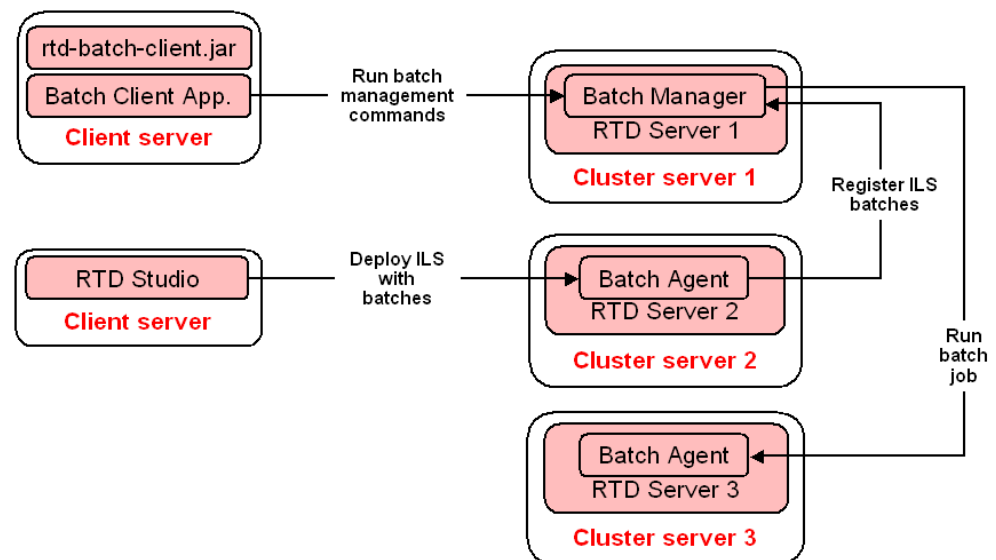 rtd-batch-client.jar
Batch Client App.
Client server
Run batch
management
commands
Batch Manager
RTD Server 1
Cluster server 1
Register ILS
batches
RTD Studio
Client server
Deploy ILS
with
batches
Batch Agent
RTD Server 2
Cluster server 2
Run
batch
job
Batch Agent
RTD Server 3
Cluster server 3